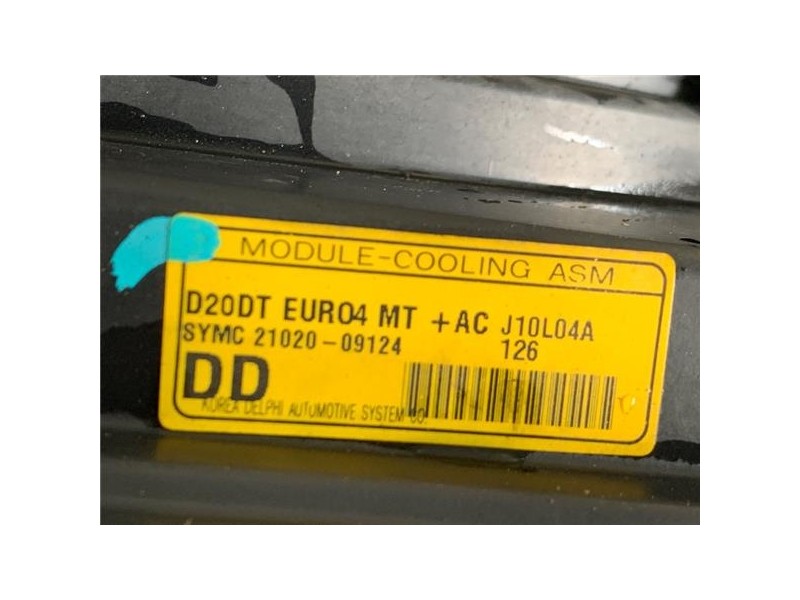 MODULE-COOLING ASM
D20DT EURO4 MT +AC J10L04A
SYMC 21020-09124 126
DD
KOREA DELPHI AUTOMOTIVE SYSTEM CO.